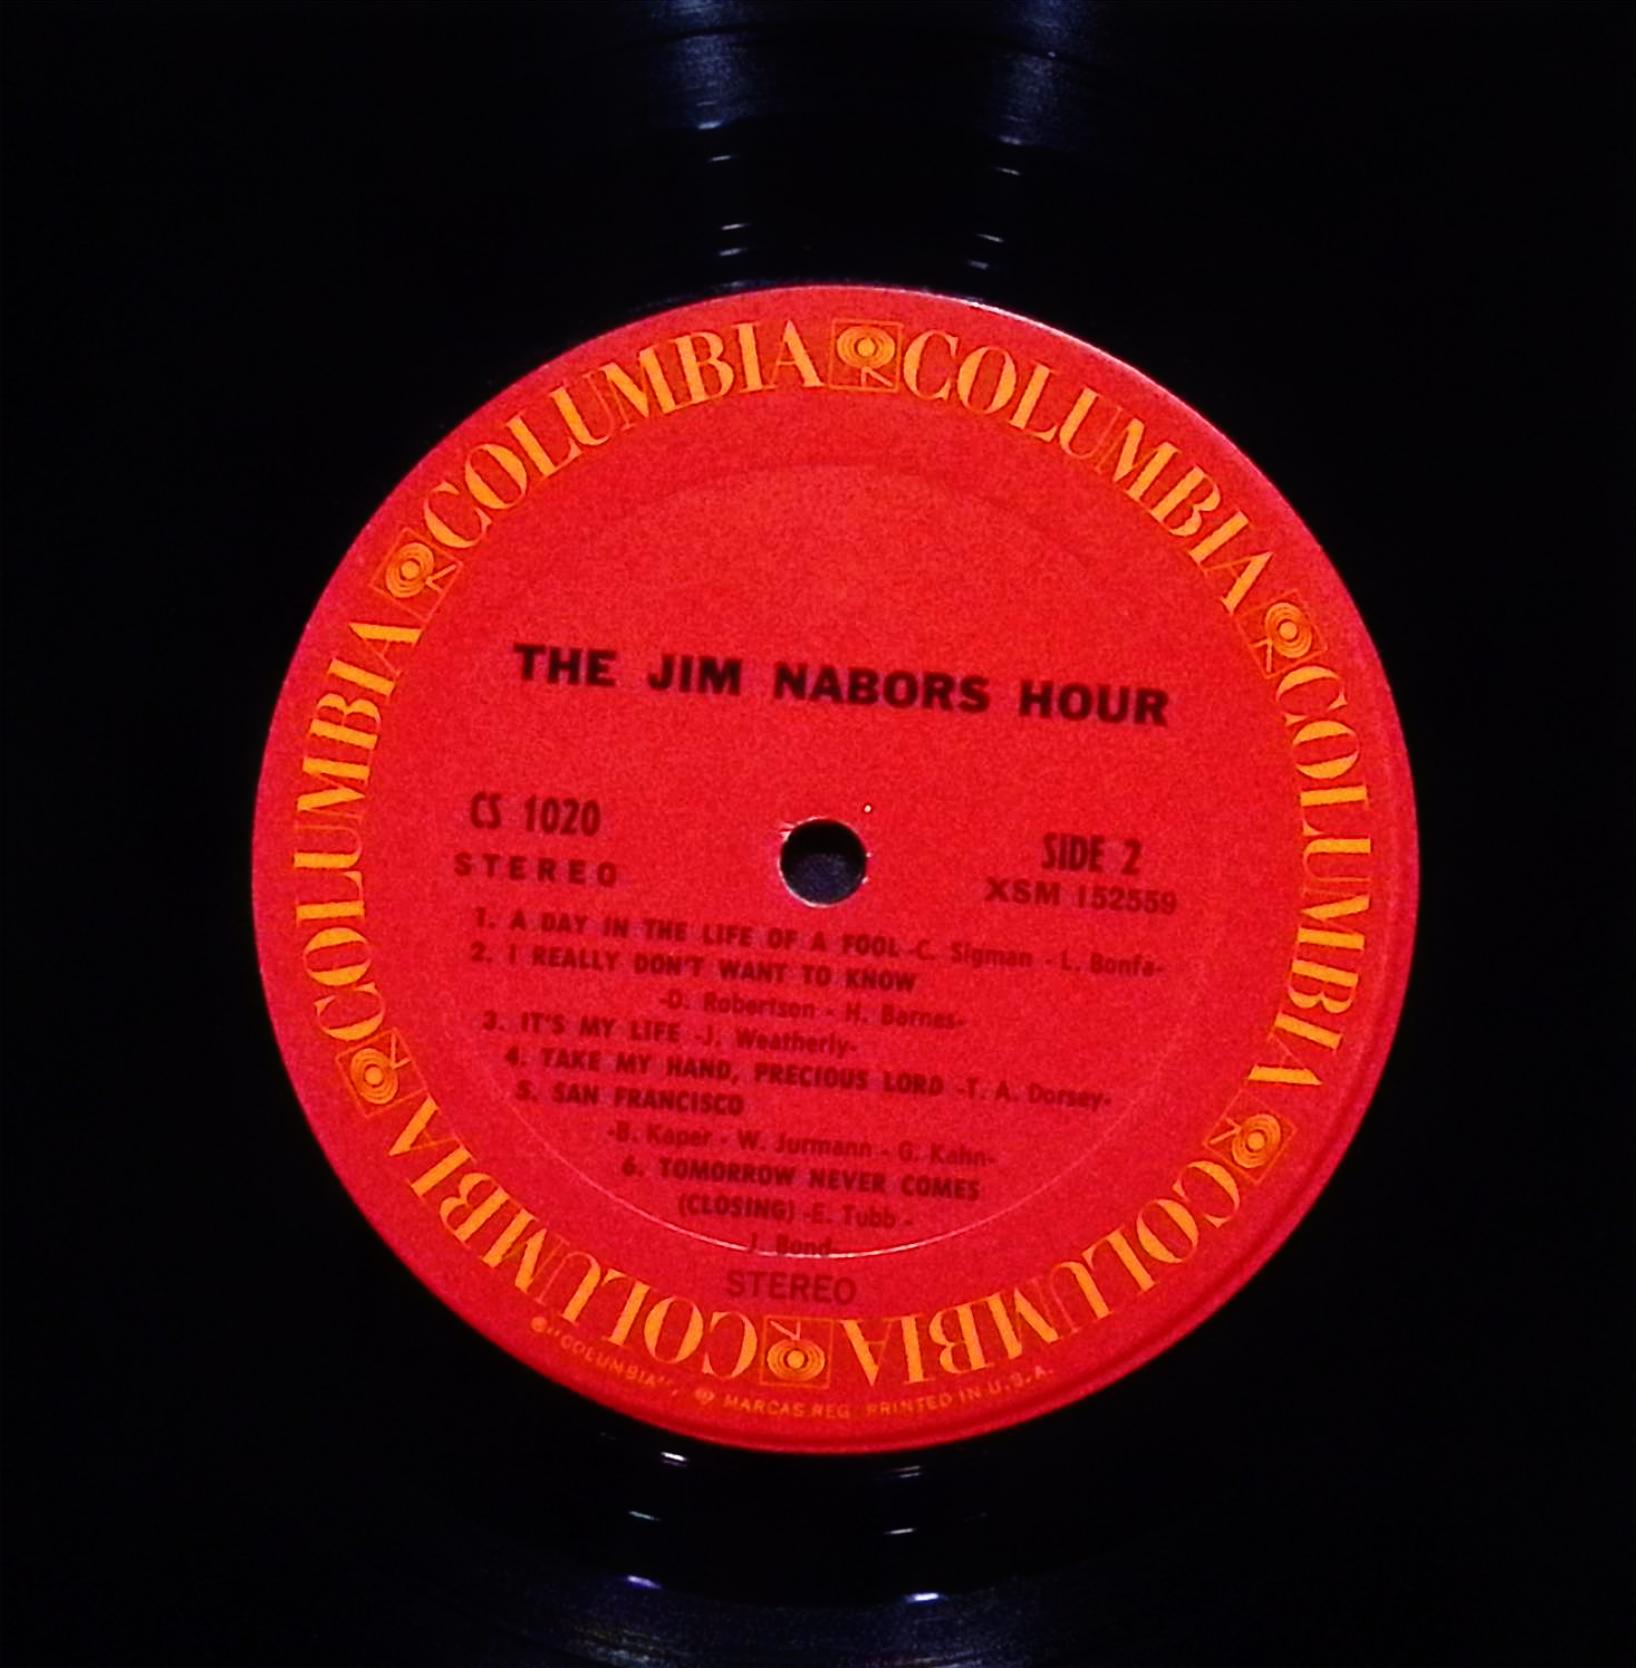 COLUMBIA COLUMBIA COLUMBIA COLUMBIA COLUMBIA COLUMBIA
THE JIM NABORS HOUR
CS 1020
STEREO
SIDE 2
XSM 152559
1. A DAY IN THE LIFE OF A FOOL -C. Sigman - L. Bonfa-
2. I REALLY DON'T WANT TO KNOW
-D. Robertson - H. Barnes-
3. IT'S MY LIFE -J. Weatherly-
4. TAKE MY HAND, PRECIOUS LORD -T. A. Dorsey-
5. SAN FRANCISCO
-B. Kaper - W. Jurmann - G. Kahn-
6. TOMORROW NEVER COMES
(CLOSING) -E. Tubb -
J. Bond-
STEREO
® "COLUMBIA", MARCAS REG. PRINTED IN U.S.A.